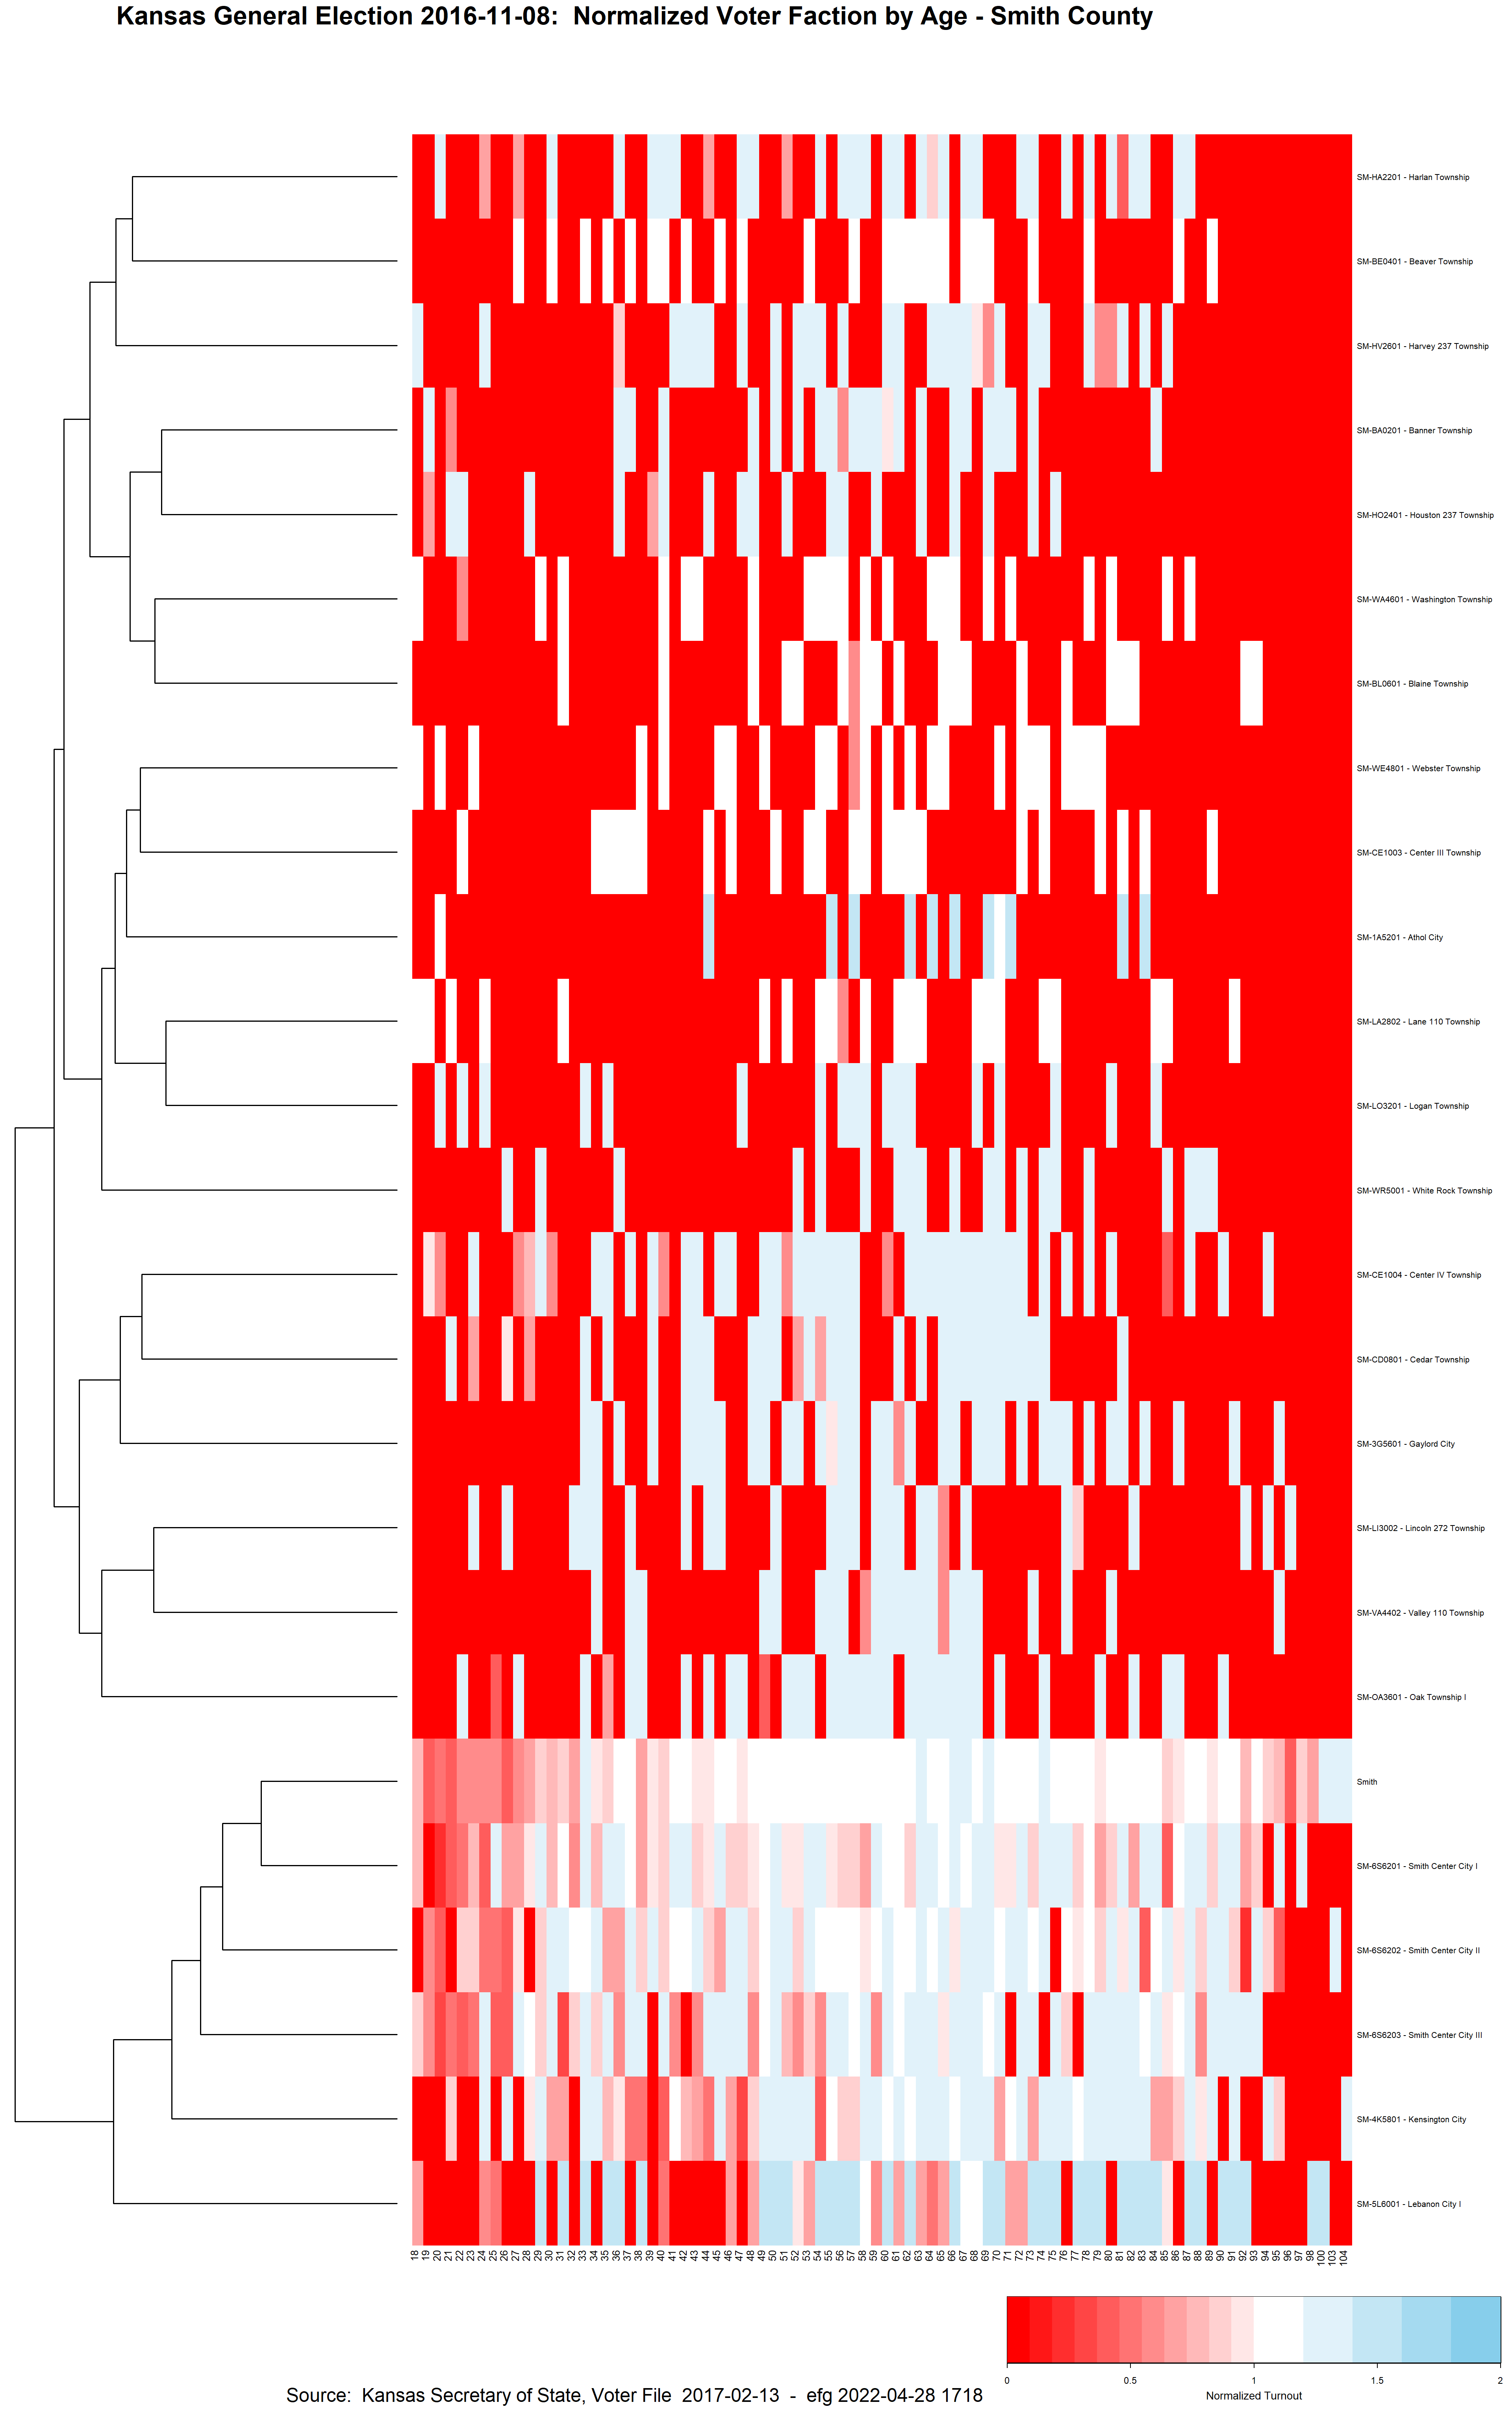 Kansas General Election 2016-11-08:  Normalized Voter Faction by Age - Smith County
SM-HA2201 - Harlan Township
SM-BE0401 - Beaver Township
SM-HV2601 - Harvey 237 Township
SM-BA0201 - Banner Township
SM-HO2401 - Houston 237 Township
SM-WA4601 - Washington Township
SM-BL0601 - Blaine Township
SM-WE4801 - Webster Township
SM-CE1003 - Center III Township
SM-1A5201 - Athol City
SM-LA2802 - Lane 110 Township
SM-LO3201 - Logan Township
SM-WR5001 - White Rock Township
SM-CE1004 - Center IV Township
SM-CD0801 - Cedar Township
SM-3G5601 - Gaylord City
SM-LI3002 - Lincoln 272 Township
SM-VA4402 - Valley 110 Township
SM-OA3601 - Oak Township I
Smith
SM-6S6201 - Smith Center City I
SM-6S6202 - Smith Center City II
SM-6S6203 - Smith Center City III
SM-4K5801 - Kensington City
SM-5L6001 - Lebanon City I
18 19 20 21 22 23 24 25 26 27 28 29 30 31 32 33 34 35 36 37 38 39 40 41 42 43 44 45 46 47 48 49 50 51 52 53 54 55 56 57 58 59 60 61 62 63 64 65 66 67 68 69 70 71 72 73 74 75 76 77 78 79 80 81 82 83 84 85 86 87 88 89 90 91 92 93 94 95 96 97 98 100 103 104
0 0.5 1 1.5 2
Normalized Turnout
Source:  Kansas Secretary of State, Voter File  2017-02-13  -  efg 2022-04-28 1718